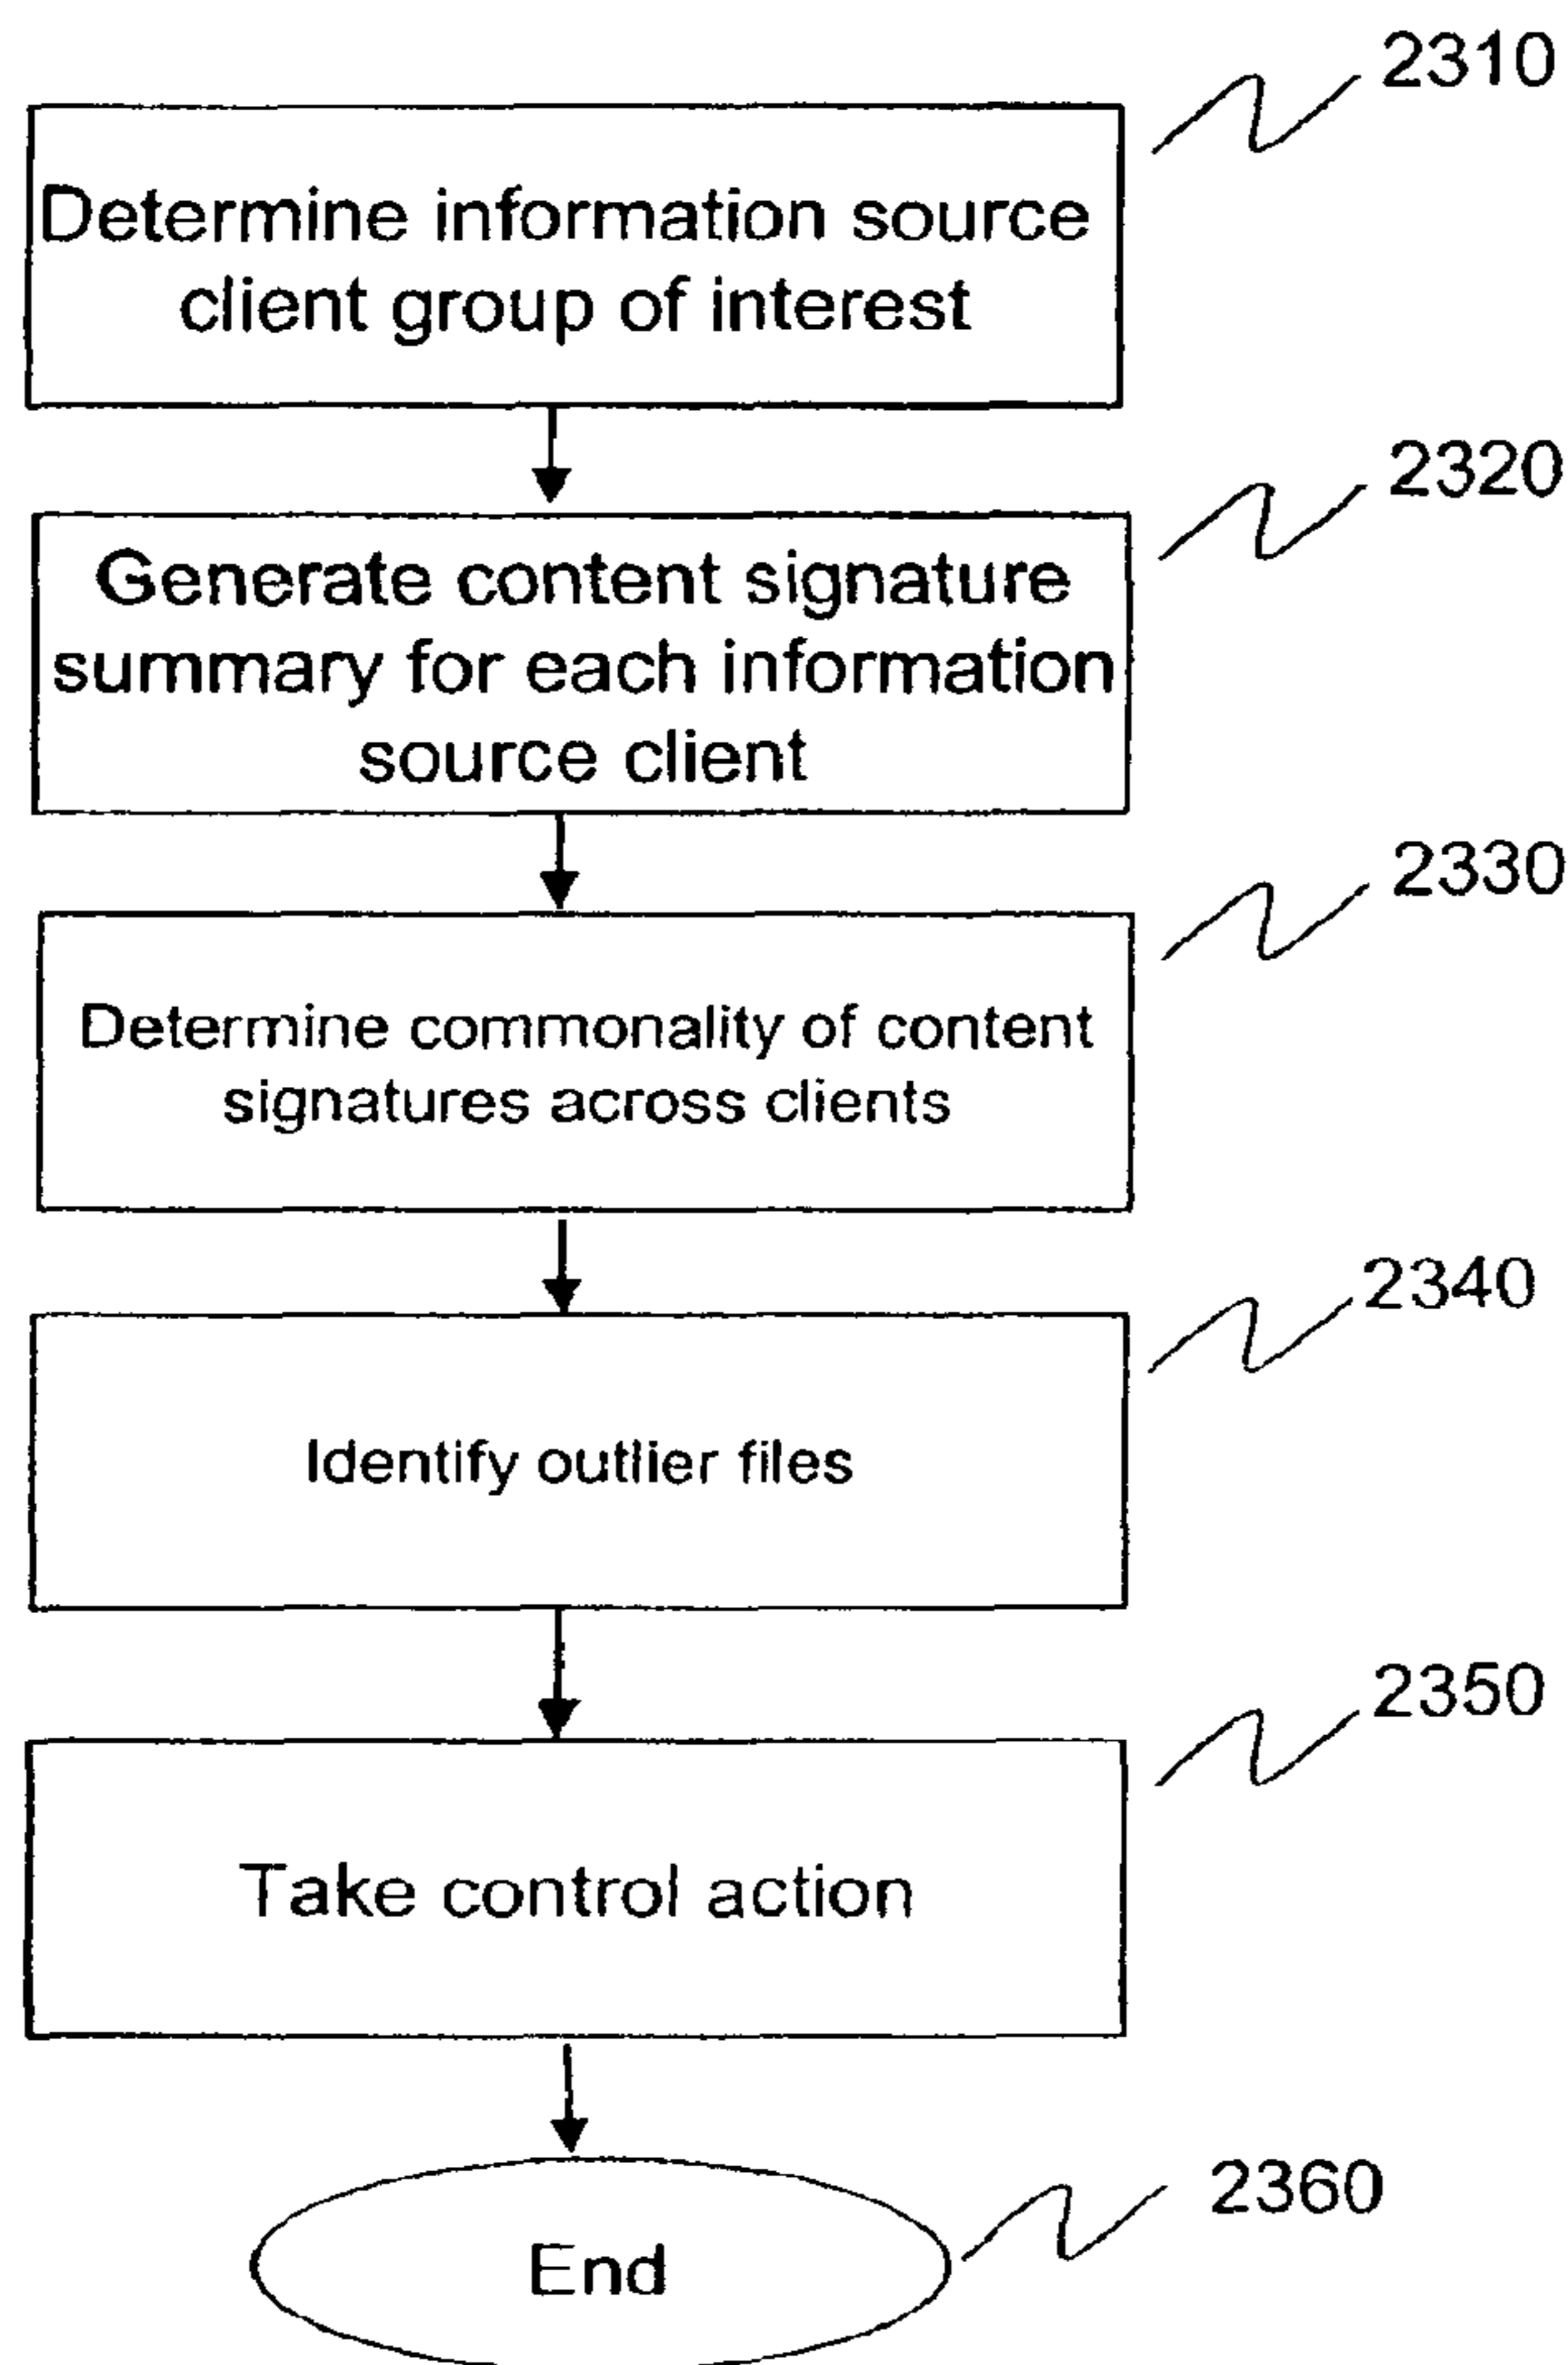 2310
Determine information source
client group of interest
2320
Generate content signature
summary for each information
source client
2330
Determine commonality of content
signatures across clients
2340
Identify outlier files
2350
Take control action
2360
End